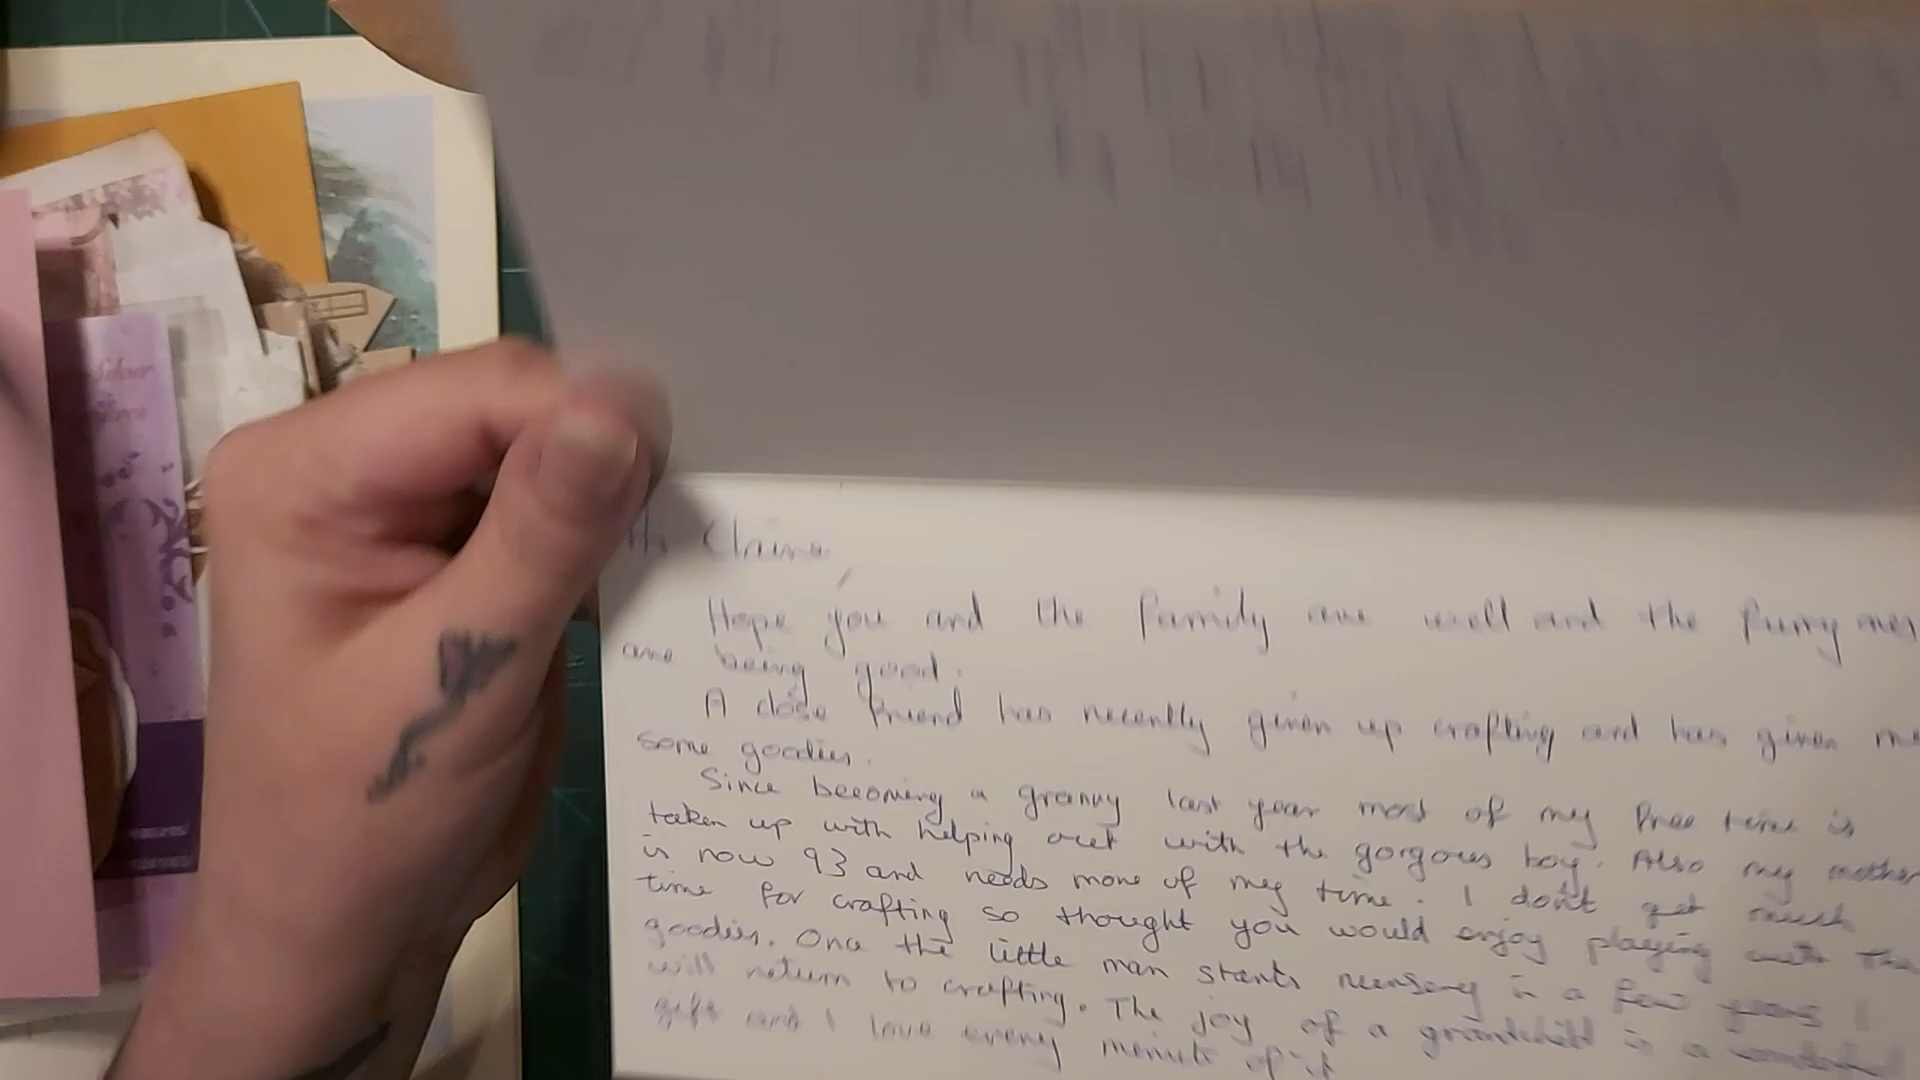 Hi Claire,
Hope you and the family are well and the furry ones
are being good.
A close friend has recently given up crafting and has given me
some goodies.
Since becoming a granny last year most of my free time is
taken up with helping out with the gorgous boy. Also my mother
is now 93 and needs more of my time. I don't get much
time for crafting so thought you would enjoy playing with the
goodies. Once the little man starts nursery in a few years I
will return to crafting. The joy of a grandchild is a wonderful
gift and I love every minute of it